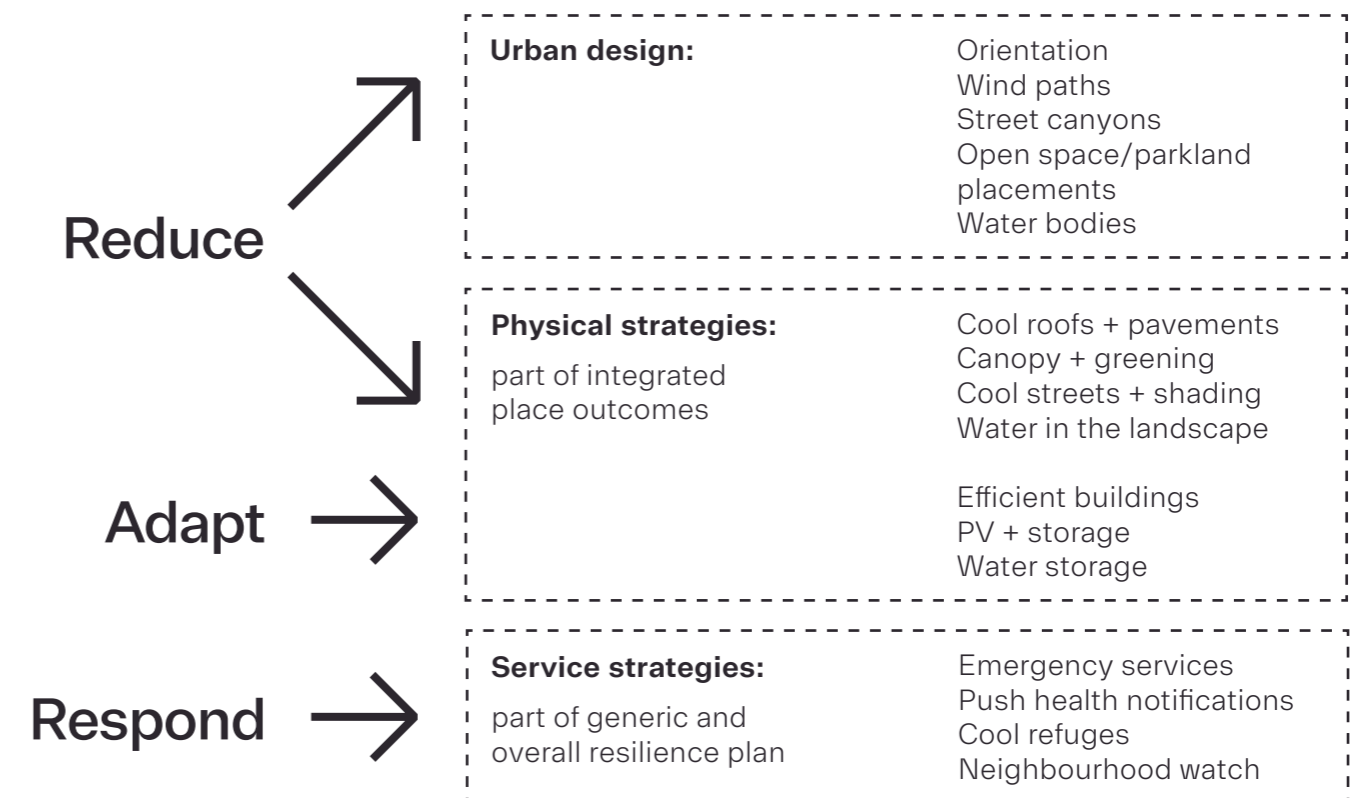 Reduce
Urban design:
Orientation
Wind paths
Street canyons
Open space/parkland
placements
Water bodies
Physical strategies:
part of integrated
place outcomes
Cool roofs + pavements
Canopy + greening
Cool streets + shading
Water in the landscape
Adapt
Efficient buildings
PV + storage
Water storage
Respond
Service strategies:
part of generic and
overall resilience plan
Emergency services
Push health notifications
Cool refuges
Neighbourhood watch